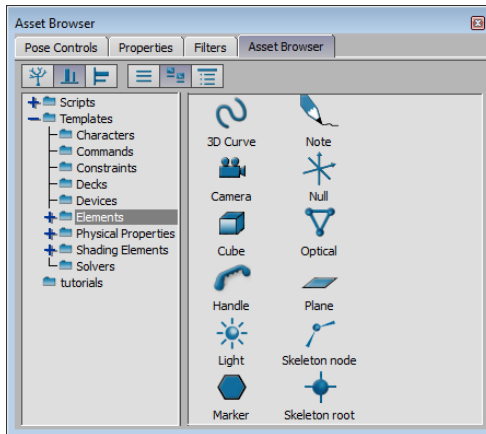 Asset Browser
Pose Controls Properties Filters Asset Browser
Scripts
Templates
Characters
Commands
Constraints
Decks
Devices
Elements
Physical Properties
Shading Elements
Solvers
tutorials
3D Curve Note
Camera Null
Cube Optical
Handle Plane
Light Skeleton node
Marker Skeleton root